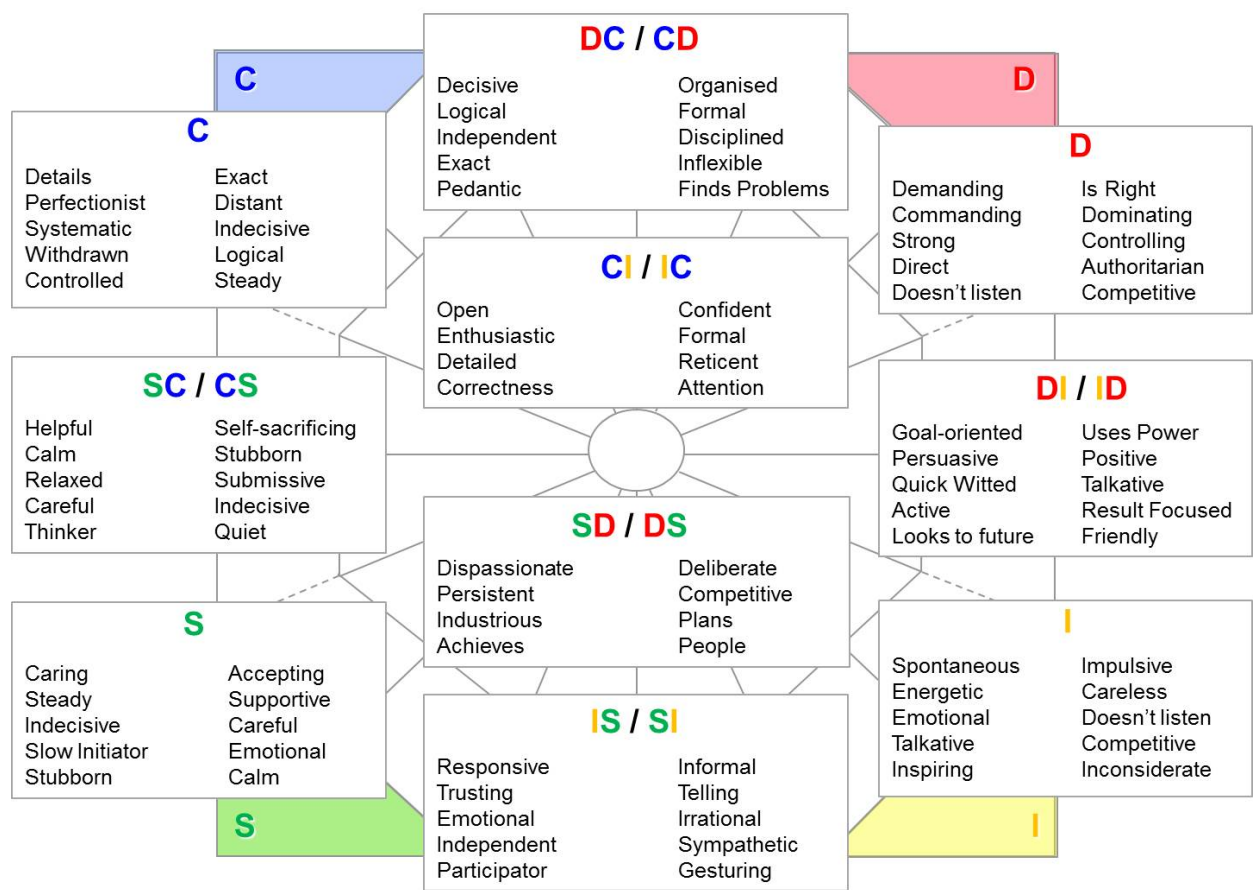 C
D
DC / CD
Decisive Organised
Logical Formal
Independent Disciplined
Exact Inflexible
Pedantic Finds Problems
C
Details Exact
Perfectionist Distant
Systematic Indecisive
Withdrawn Logical
Controlled Steady
D
Demanding Is Right
Commanding Dominating
Strong Controlling
Direct Authoritarian
Doesn't listen Competitive
CI / IC
Open Confident
Enthusiastic Formal
Detailed Reticent
Correctness Attention
SC / CS
Helpful Self-sacrificing
Calm Stubborn
Relaxed Submissive
Careful Indecisive
Thinker Quiet
DI / ID
Goal-oriented Uses Power
Persuasive Positive
Quick Witted Talkative
Active Result Focused
Looks to future Friendly
SD / DS
Dispassionate Deliberate
Persistent Competitive
Industrious Plans
Achieves People
S
Caring Accepting
Steady Supportive
Indecisive Careful
Slow Initiator Emotional
Stubborn Calm
I
Spontaneous Impulsive
Energetic Careless
Emotional Doesn't listen
Talkative Competitive
Inspiring Inconsiderate
IS / SI
Responsive Informal
Trusting Telling
Emotional Irrational
Independent Sympathetic
Participator Gesturing
S
I